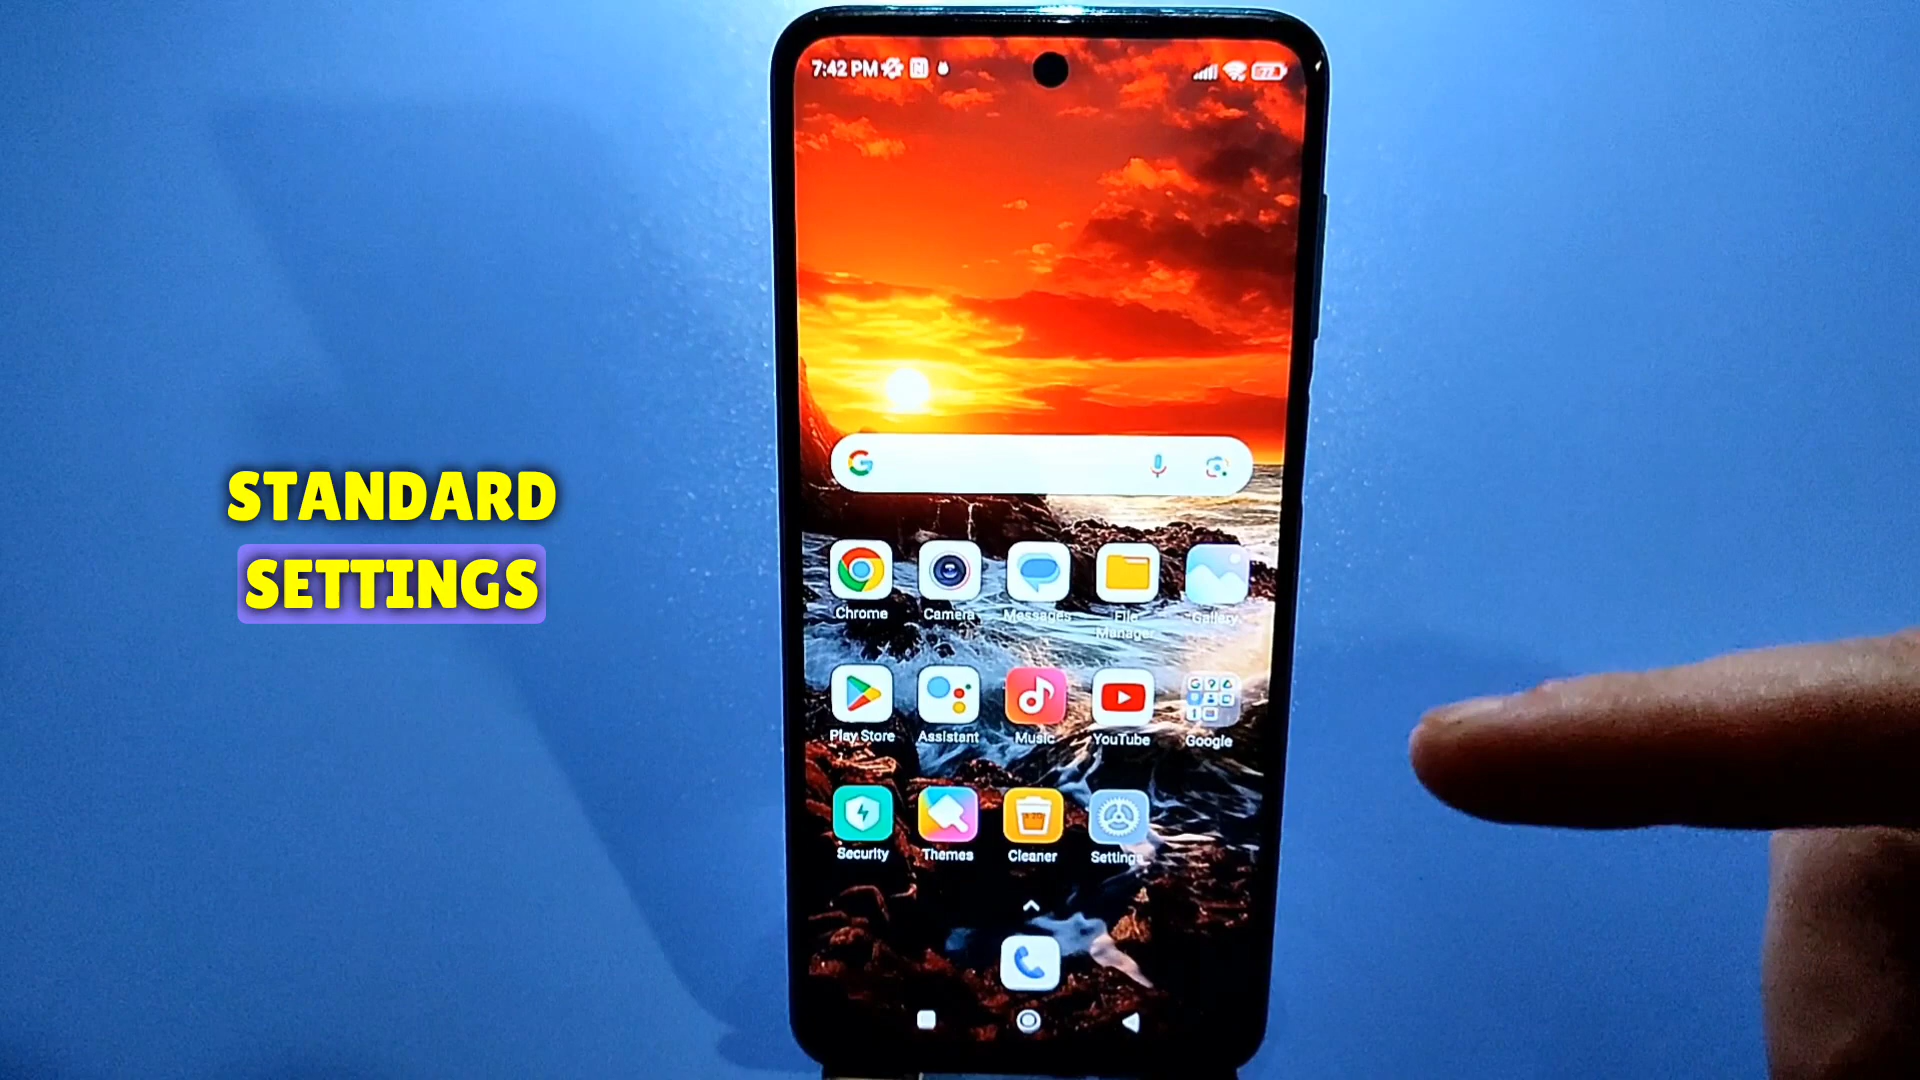 7:42 PM
77
STANDARD
SETTINGS
Chrome
Camera
Messages
File
Manager
Gallery
Play Store
Assistant
Music
YouTube
Google
Security
Themes
Cleaner
Settings